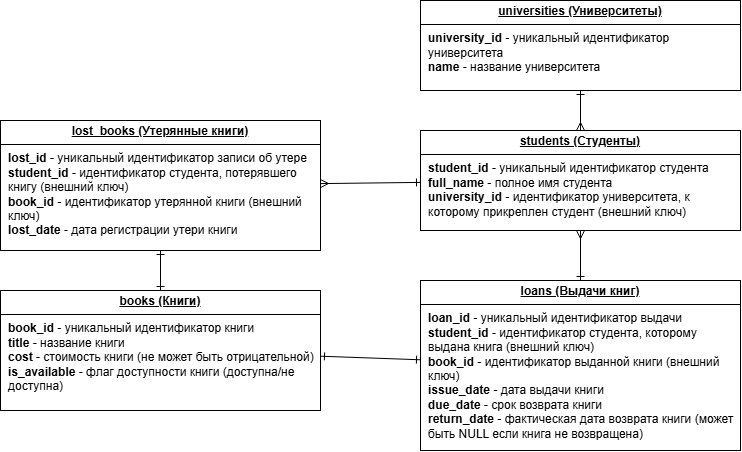 universities (Университеты)
university_id - уникальный идентификатор
университета
name - название университета
lost_books (Утерянные книги)
lost_id - уникальный идентификатор записи об утере
student_id - идентификатор студента, потерявшего
книгу (внешний ключ)
book_id - идентификатор утерянной книги (внешний
ключ)
lost_date - дата регистрации утери книги
students (Студенты)
student_id - уникальный идентификатор студента
full_name - полное имя студента
university_id - идентификатор университета, к
которому прикреплен студент (внешний ключ)
books (Книги)
book_id - уникальный идентификатор книги
title - название книги
cost - стоимость книги (не может быть отрицательной)
is_available - флаг доступности книги (доступна/не
доступна)
loans (Выдачи книг)
loan_id - уникальный идентификатор выдачи
student_id - идентификатор студента, которому
выдана книга (внешний ключ)
book_id - идентификатор выданной книги (внешний
ключ)
issue_date - дата выдачи книги
due_date - срок возврата книги
return_date - фактическая дата возврата книги (может
быть NULL если книга не возвращена)